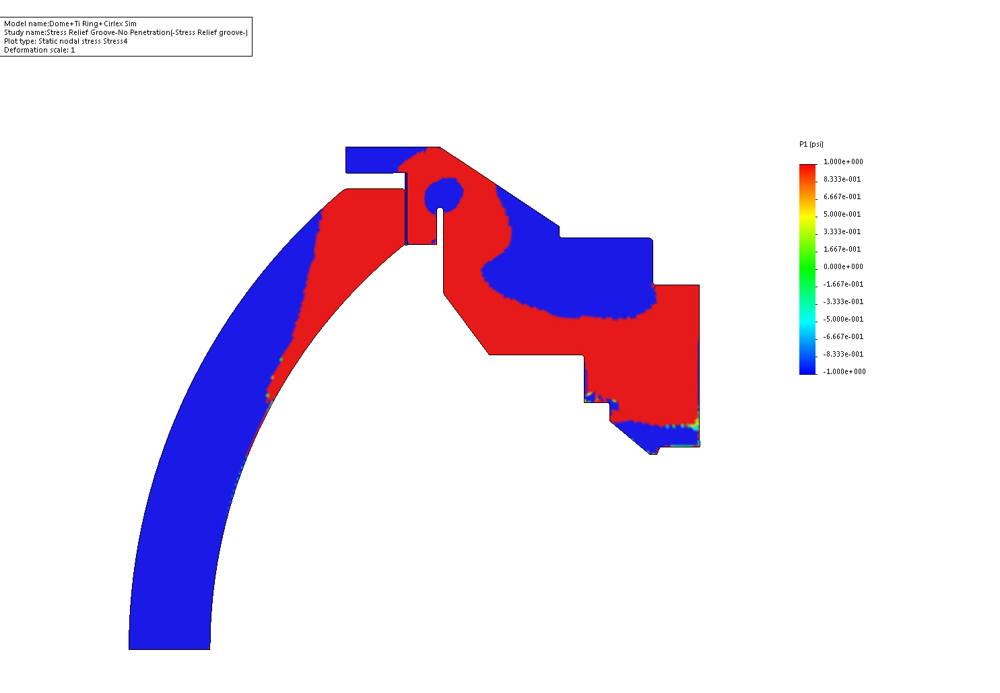 Model name:Dome+Ti Ring+Cirlex Sim
Study name:Stress Relief Groove-No Penetration(-Stress Relief groove-)
Plot type: Static nodal stress Stress4
Deformation scale: 1
P1 (psi)
1.000e+000
8.333e-001
6.667e-001
5.000e-001
3.333e-001
1.667e-001
0.000e+000
-1.667e-001
-3.333e-001
-5.000e-001
-6.667e-001
-8.333e-001
-1.000e+000